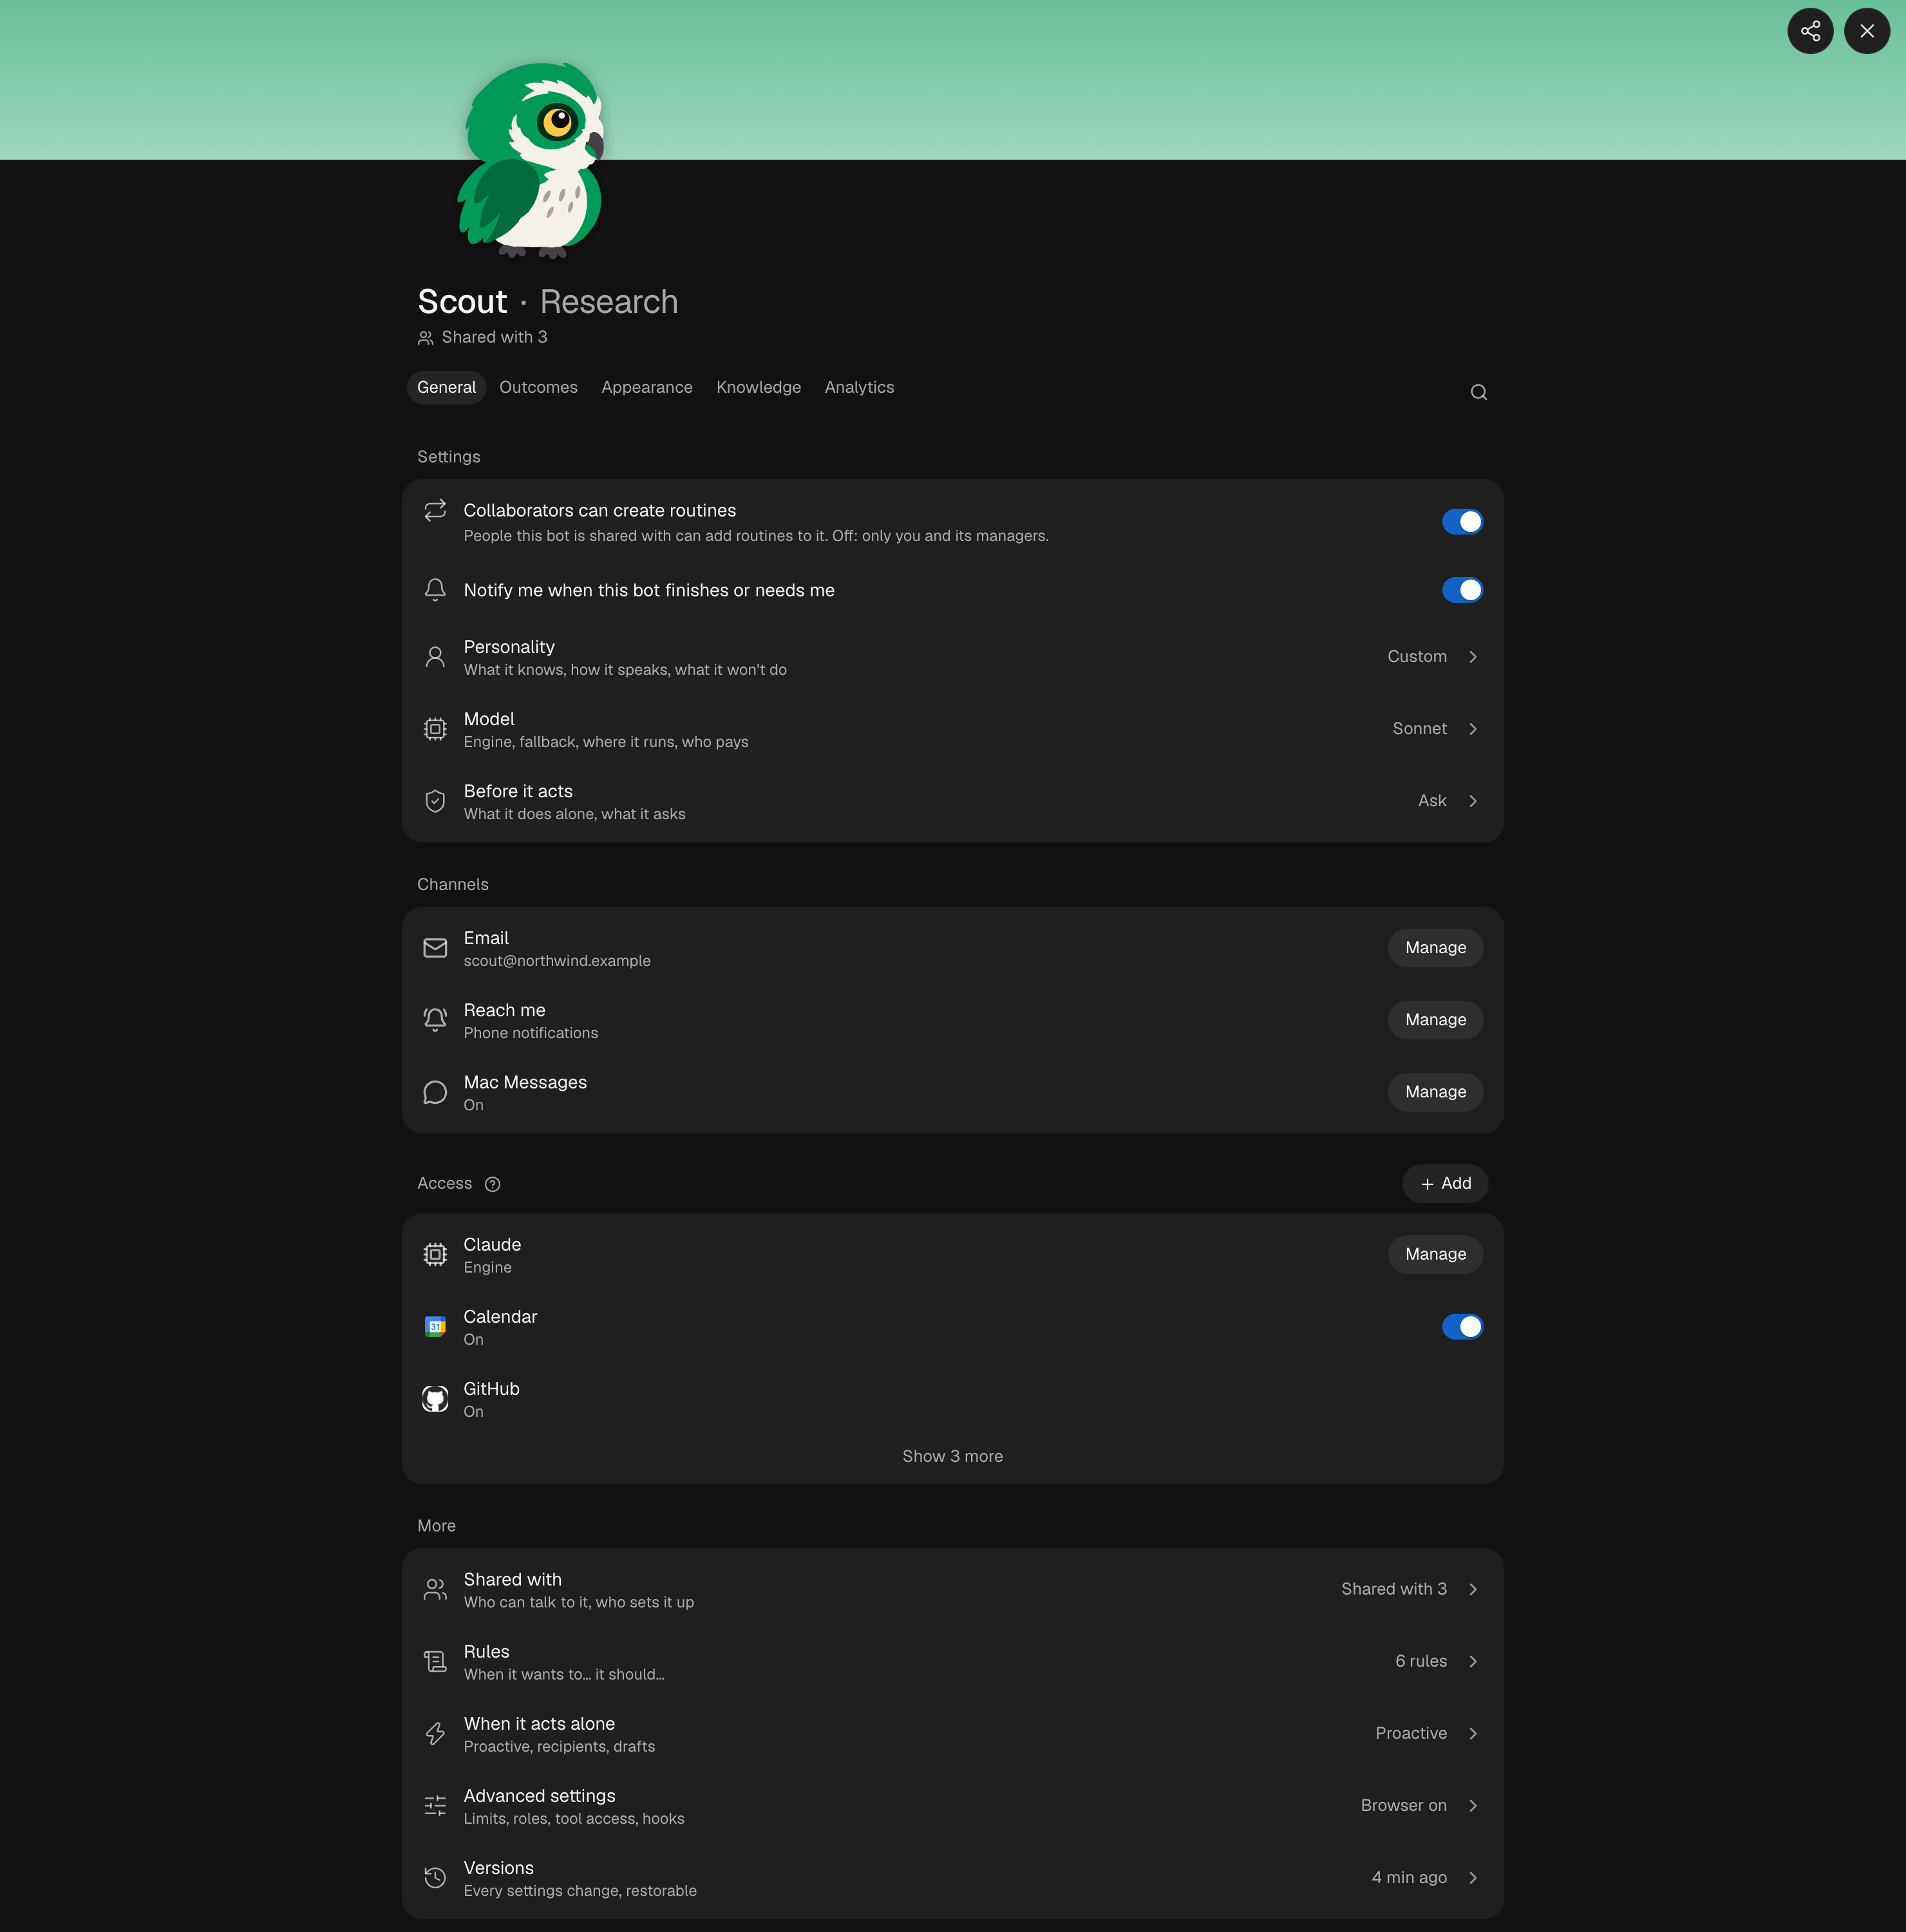 Scout · Research
Shared with 3
General
Outcomes
Appearance
Knowledge
Analytics
Settings
Collaborators can create routines
People this bot is shared with can add routines to it. Off: only you and its managers.
Notify me when this bot finishes or needs me
Personality
What it knows, how it speaks, what it won't do
Custom
Model
Engine, fallback, where it runs, who pays
Sonnet
Before it acts
What it does alone, what it asks
Ask
Channels
Email
scout@northwind.example
Manage
Reach me
Phone notifications
Manage
Mac Messages
On
Manage
Access
+ Add
Claude
Engine
Manage
31
Calendar
On
GitHub
On
Show 3 more
More
Shared with
Who can talk to it, who sets it up
Shared with 3
Rules
When it wants to... it should...
6 rules
When it acts alone
Proactive, recipients, drafts
Proactive
Advanced settings
Limits, roles, tool access, hooks
Browser on
Versions
Every settings change, restorable
4 min ago